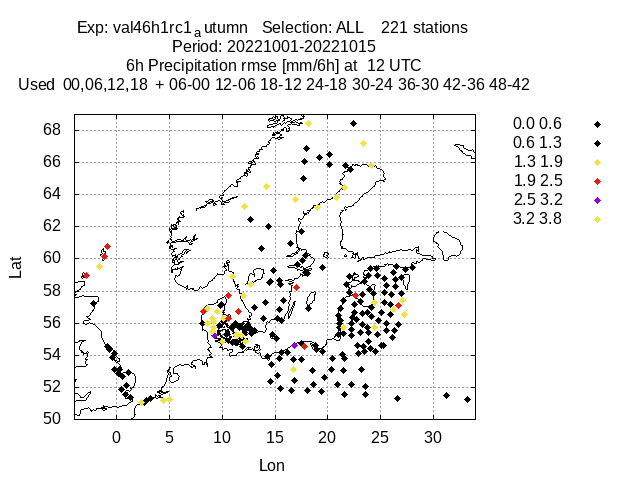 Exp: val46h1rc1autumn Selection: ALL 221 stations
Period: 20221001-20221015
6h Precipitation rmse [mm/6h] at 12 UTC
Used 00,06,12,18 + 06-00 12-06 18-12 24-18 30-24 36-30 42-36 48-42
0.0 0.6
0.6 1.3
1.3 1.9
1.9 2.5
2.5 3.2
3.2 3.8
68
66
64
62
60
58
56
54
52
50
Lat
0 5 10 15 20 25 30
Lon